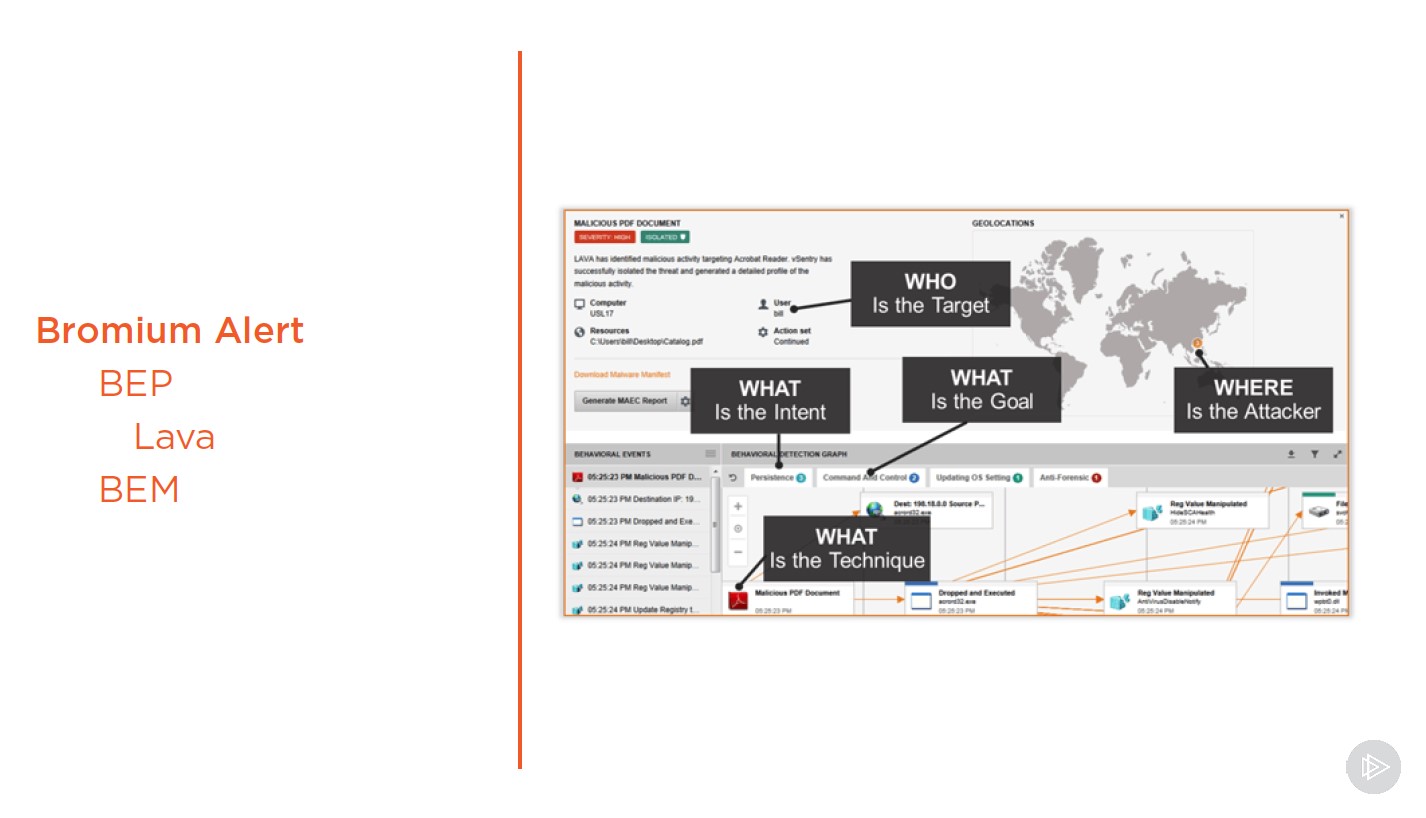 Bromium Alert
BEP
Lava
BEM
MALICIOUS PDF DOCUMENT
SEVERITY: HIGH
ISOLATED
LAVA has identified malicious activity targeting Acrobat Reader. vSentry has
successfully isolated the threat and generated a detailed profile of the
malicious activity.
Computer
USL17
User
bill
Resources
C:\Users\bill\Desktop\Catalog.pdf
Action set
Continued
Download Malware Manifest
Generate MAEC Report
GEOLOCATIONS
WHO
Is the Target
WHAT
Is the Intent
WHAT
Is the Goal
3
WHERE
Is the Attacker
BEHAVIORAL EVENTS
05:25:23 PM Malicious PDF D...
05:25:23 PM Destination IP: 19...
05:25:23 PM Dropped and Exe...
05:25:24 PM Reg Value Manip...
05:25:24 PM Reg Value Manip...
05:25:24 PM Reg Value Manip...
05:25:24 PM Update Registry t...
BEHAVIORAL DETECTION GRAPH
Persistence 3
Command And Control 2
Updating OS Setting 1
Anti-Forensic 1
Dest: 198.18.0.0 Source P...
acrord32.exe
WHAT
Is the Technique
Reg Value Manipulated
HideSCAHealth
05:25:24 PM
File
Malicious PDF Document
05:25:23 PM
Dropped and Executed
acrord32.exe
05:25:23 PM
Reg Value Manipulated
AntiVirusDisableNotify
05:25:24 PM
Invoked M
05:25:24 P